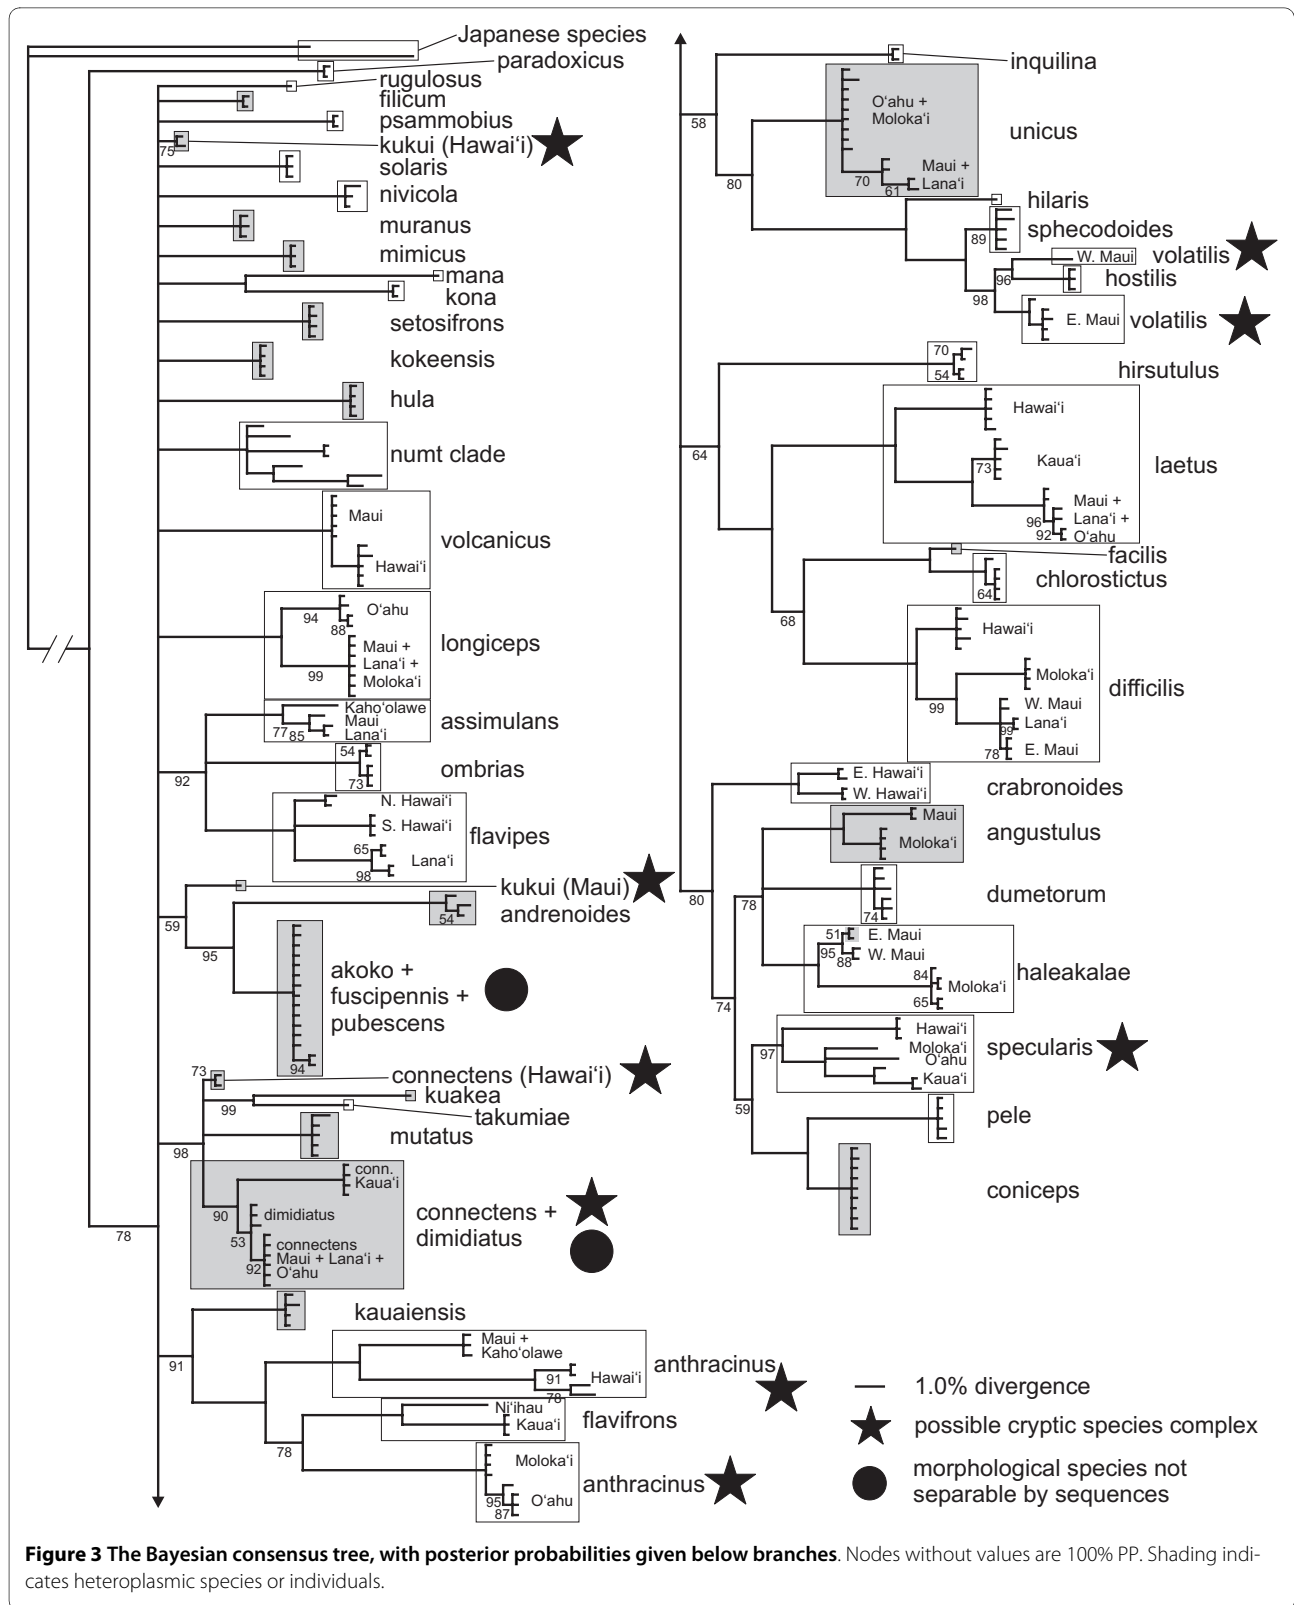 Japanese species
paradoxicus
rugulosus
filicum
psammobius
75
kukui (Hawai‘i)
solaris
nivicola
muranus
mimicus
mana
kona
setosifrons
kokeensis
hula
numt clade
Maui
Hawai‘i
volcanicus
94
88
O‘ahu
99
Maui +
Lana‘i +
Moloka‘i
longiceps
92
77
85
Kaho‘olawe
Maui
Lana‘i
assimulans
54
73
ombrias
N. Hawai‘i
S. Hawai‘i
65
98
Lana‘i
flavipes
59
kukui (Maui)
95
54
andrenoides
94
akoko +
fuscipennis +
pubescens
98
73
connectens (Hawai‘i)
99
kuakea
takumiae
mutatus
90
conn.
Kaua‘i
53
dimidiatus
92
connectens
Maui + Lana‘i +
O‘ahu
connectens +
dimidiatus
78
91
kauaiensis
Maui +
Kaho‘olawe
91
78
Hawai‘i
anthracinus
78
Ni‘ihau
Kaua‘i
flavifrons
Moloka‘i
95
87
O‘ahu
anthracinus
58
inquilina
80
O‘ahu +
Moloka‘i
70
61
Maui +
Lana‘i
unicus
hilaris
89
sphecodoides
98
96
W. Maui
volatilis
hostilis
E. Maui
volatilis
64
70
54
hirsutulus
Hawai‘i
73
Kaua‘i
96
92
Maui +
Lana‘i +
O‘ahu
laetus
68
facilis
64
chlorostictus
Hawai‘i
99
Moloka‘i
W. Maui
99
Lana‘i
78
E. Maui
difficilis
80
E. Hawai‘i
W. Hawai‘i
crabronoides
74
78
Maui
Moloka‘i
angustulus
74
dumetorum
51
95
88
E. Maui
W. Maui
84
65
Moloka‘i
haleakalae
59
97
Hawai‘i
Moloka‘i
O‘ahu
Kaua‘i
specularis
pele
coniceps
1.0% divergence
possible cryptic species complex
morphological species not
separable by sequences
Figure 3 The Bayesian consensus tree, with posterior probabilities given below branches. Nodes without values are 100% PP. Shading indi-
cates heteroplasmic species or individuals.